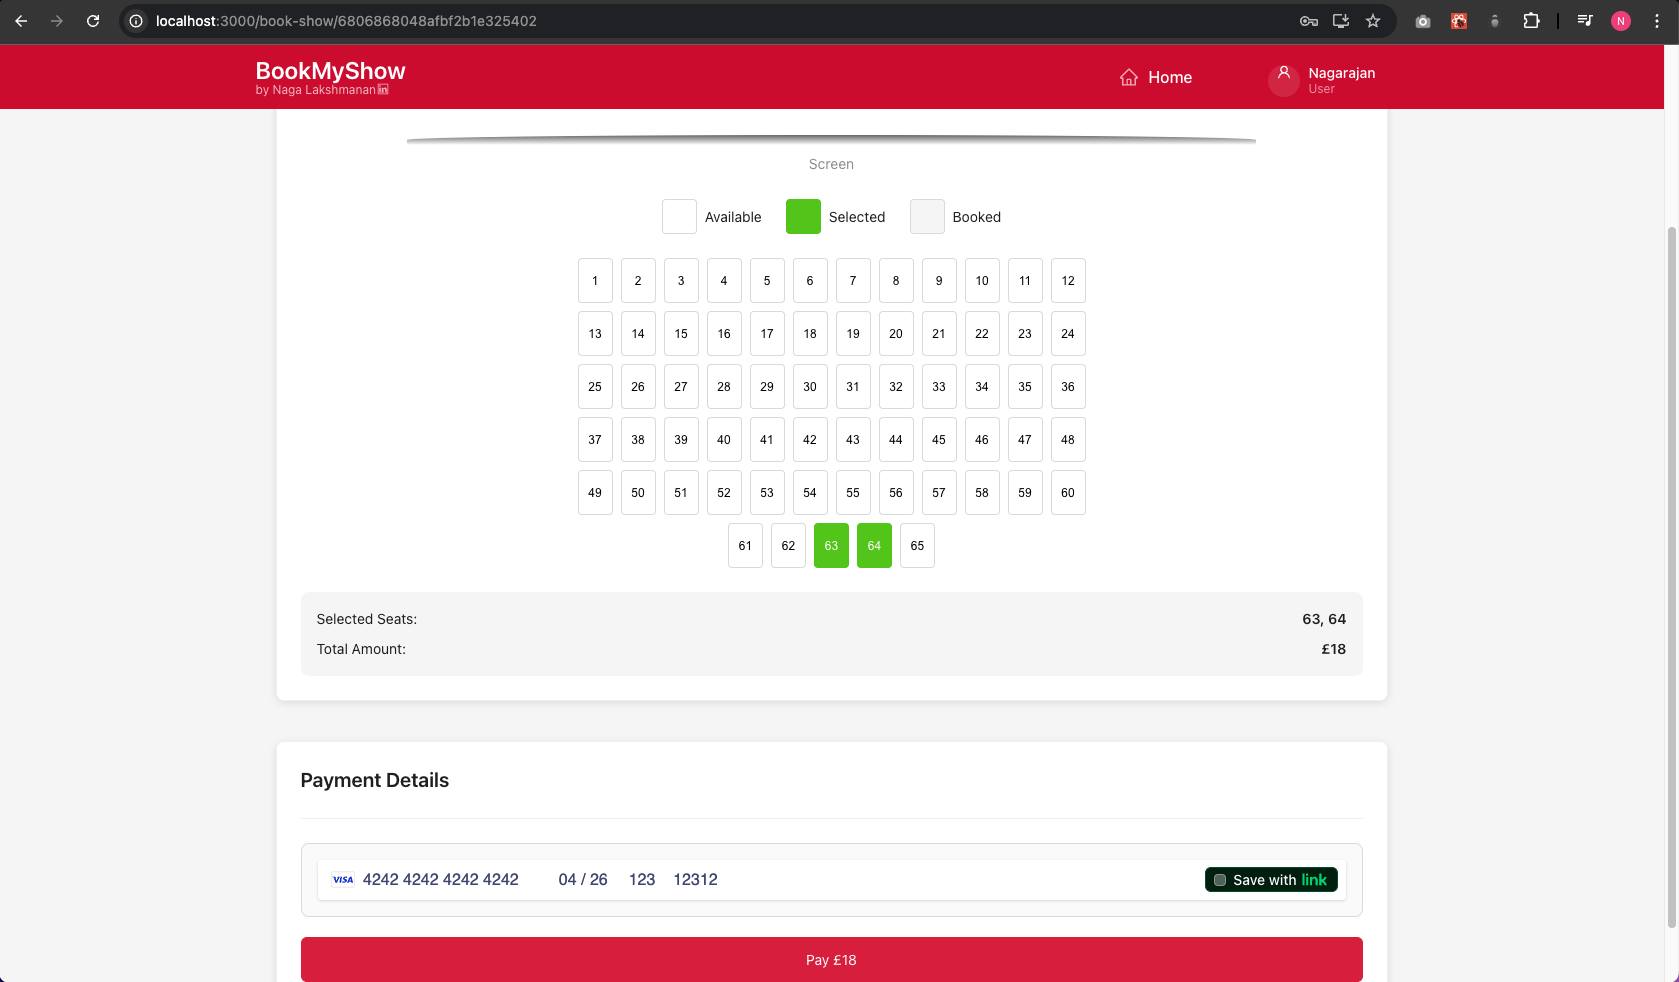 localhost:3000/book-show/6806868048afbf2b1e325402
N
BookMyShow
by Naga Lakshmanan
Home
Nagarajan
User
Screen
Available Selected Booked
1 2 3 4 5 6 7 8 9 10 11 12
13 14 15 16 17 18 19 20 21 22 23 24
25 26 27 28 29 30 31 32 33 34 35 36
37 38 39 40 41 42 43 44 45 46 47 48
49 50 51 52 53 54 55 56 57 58 59 60
61 62 63 64 65
Selected Seats: 63, 64
Total Amount: £18
Payment Details
VISA 4242 4242 4242 4242 04 / 26 123 12312 Save with link
Pay £18